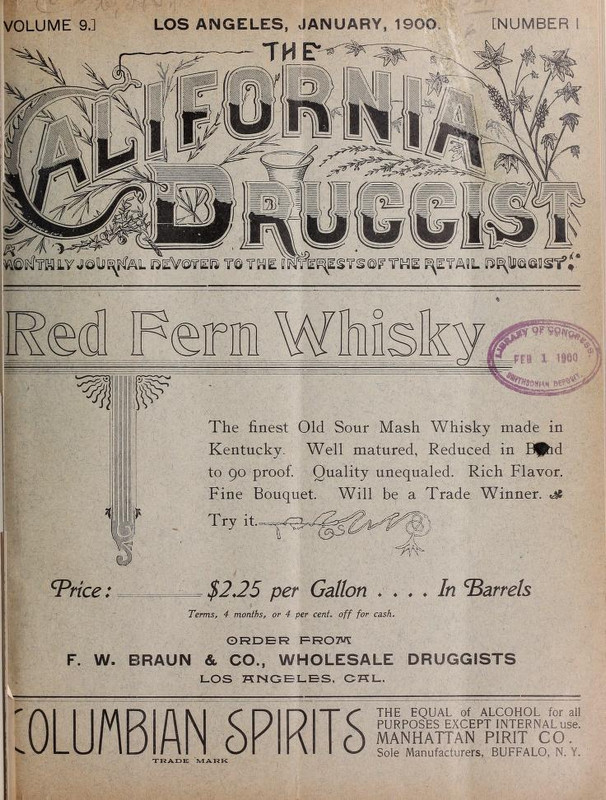 VOLUME 9.] LOS ANGELES, JANUARY, 1900. [NUMBER 1
THE
CALIFORNIA
DRUGGIST
MONTHLY JOURNAL DEVOTED TO THE INTERESTS OF THE RETAIL DRUGGIST.
Red Fern Whisky
LIBRARY OF CONGRESS,
FEB 1 1900
SMITHSONIAN DEPOSIT.
The finest Old Sour Mash Whisky made in
Kentucky. Well matured, Reduced in Bond
to 90 proof. Quality unequaled. Rich Flavor.
Fine Bouquet. Will be a Trade Winner.
Try it.
Price: $2.25 per Gallon . . . . In Barrels
Terms, 4 months, or 4 per cent. off for cash.
ORDER FROM
F. W. BRAUN & CO., WHOLESALE DRUGGISTS
LOS ANGELES, CAL.
COLUMBIAN SPIRITS
TRADE MARK
THE EQUAL of ALCOHOL for all
PURPOSES EXCEPT INTERNAL use.
MANHATTAN PIRIT CO.
Sole Manufacturers, BUFFALO, N. Y.